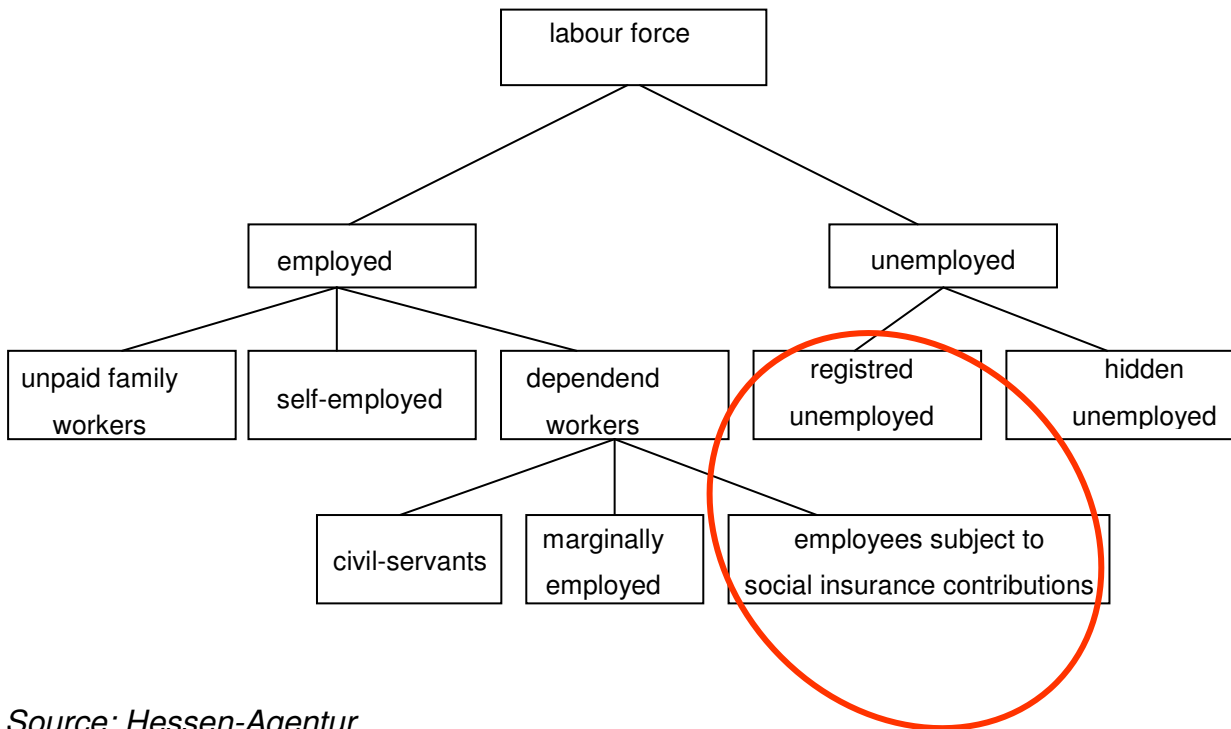 labour force
employed
unemployed
unpaid family
workers
self-employed
dependend
workers
registred
unemployed
hidden
unemployed
civil-servants
marginally
employed
employees subject to
social insurance contributions
Source: Hessen-Agentur